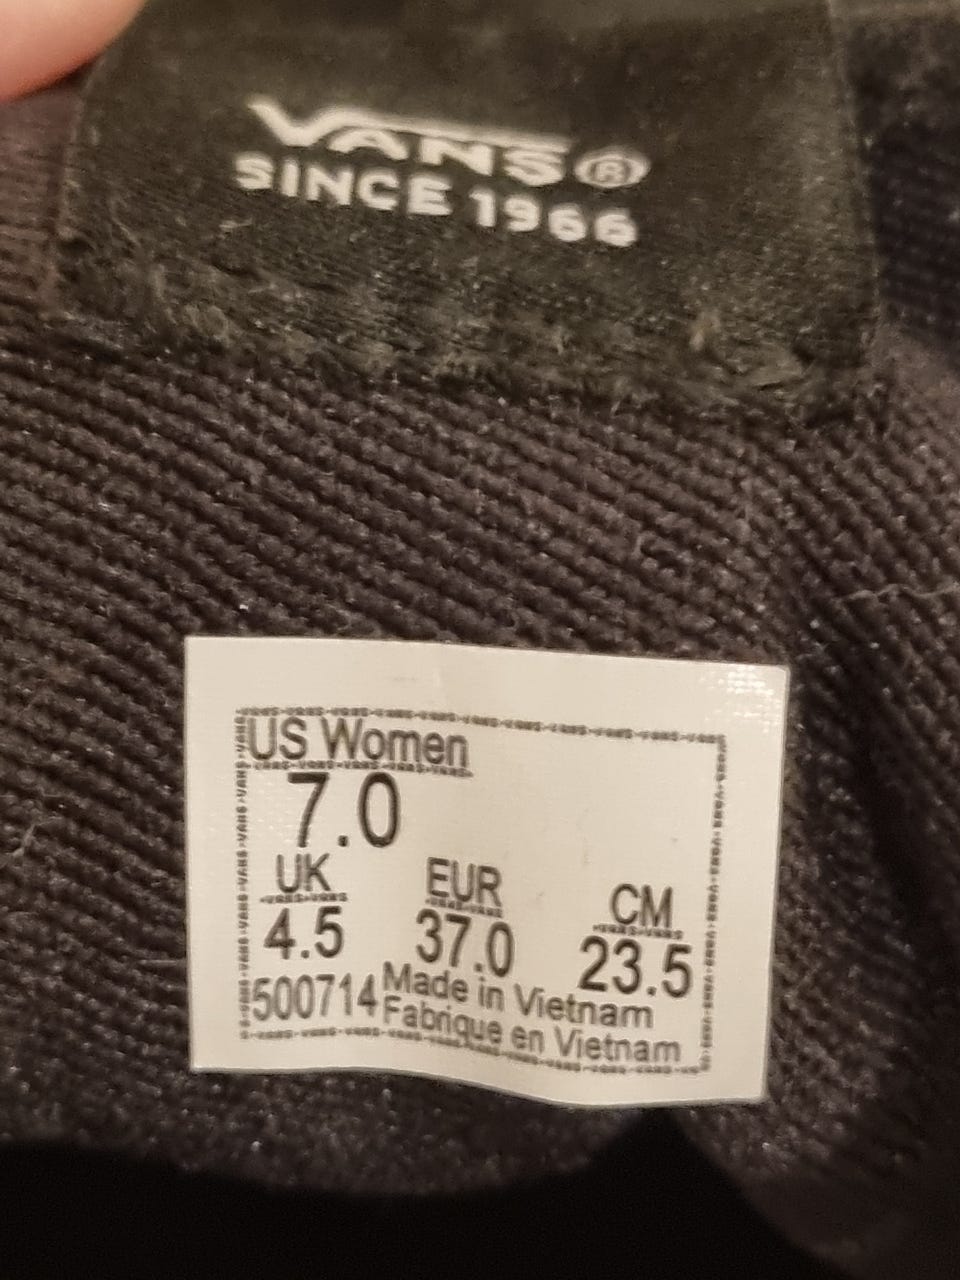 VANS®
SINCE 1966
US Women
7.0
UK EUR CM
4.5 37.0 23.5
500714 Made in Vietnam
Fabrique en Vietnam